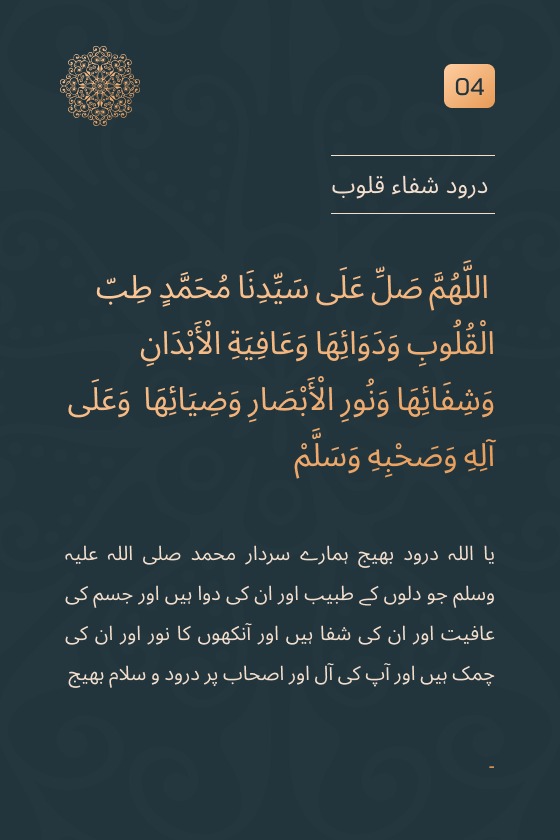 04
درود شفاء قلوب
اللَّهُمَّ صَلِّ عَلَى سَيِّدِنَا مُحَمَّدٍ طِبّ
الْقُلُوبِ وَدَوَائِهَا وَعَافِيَةِ الْأَبْدَانِ
وَشِفَائِهَا وَنُورِ الْأَبْصَارِ وَضِيَائِهَا وَعَلَى
آلِهِ وَصَحْبِهِ وَسَلَّمْ
یا اللہ درود بھیج ہمارے سردار محمد صلی اللہ علیہ
وسلم جو دلوں کے طبیب اور ان کی دوا ہیں اور جسم کی
عافیت اور ان کی شفا ہیں اور آنکھوں کا نور اور ان کی
چمک ہیں اور آپ کی آل اور اصحاب پر درود و سلام بھیج
-